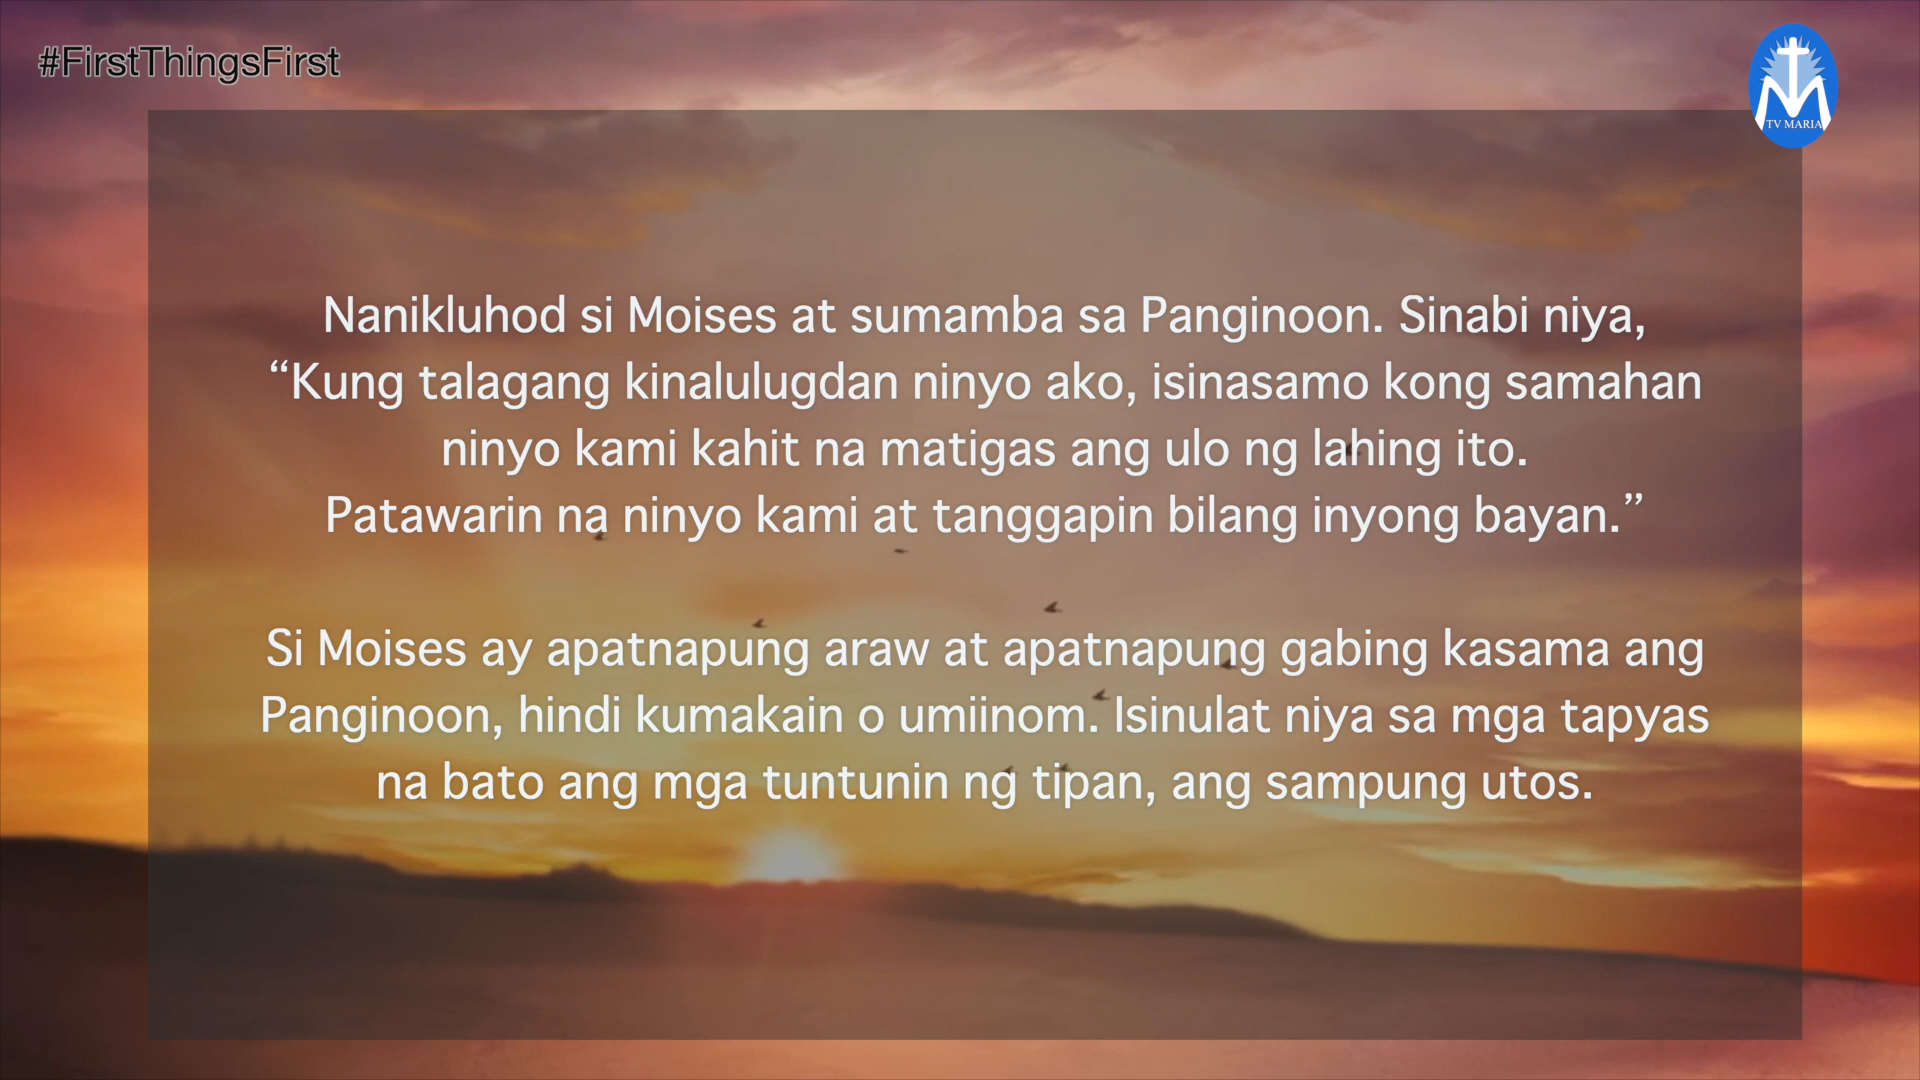 #FirstThingsFirst
TV MARIA
Nanikluhod si Moises at sumamba sa Panginoon. Sinabi niya,
“Kung talagang kinalulugdan ninyo ako, isinasamo kong samahan
ninyo kami kahit na matigas ang ulo ng lahing ito.
Patawarin na ninyo kami at tanggapin bilang inyong bayan.”
Si Moises ay apatnapung araw at apatnapung gabing kasama ang
Panginoon, hindi kumakain o umiinom. Isinulat niya sa mga tapyas
na bato ang mga tuntunin ng tipan, ang sampung utos.